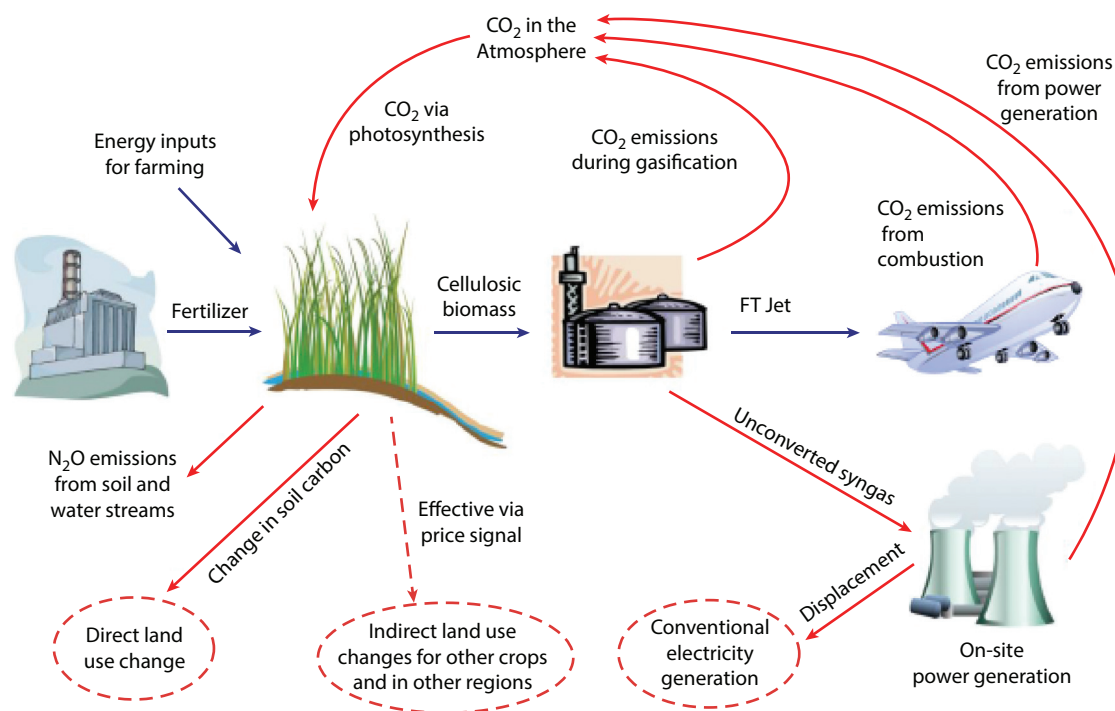 CO₂ in the
Atmosphere
CO₂ emissions
from power
generation
CO₂ via
photosynthesis
Energy inputs
for farming
CO₂ emissions
during gasification
CO₂ emissions
from
combustion
Fertilizer
Cellulosic
biomass
FT Jet
N₂O emissions
from soil and
water streams
Change in soil carbon
Effective via
price signal
Unconverted syngas
Displacement
Direct land
use change
Indirect land use
changes for other crops
and in other regions
Conventional
electricity
generation
On-site
power generation